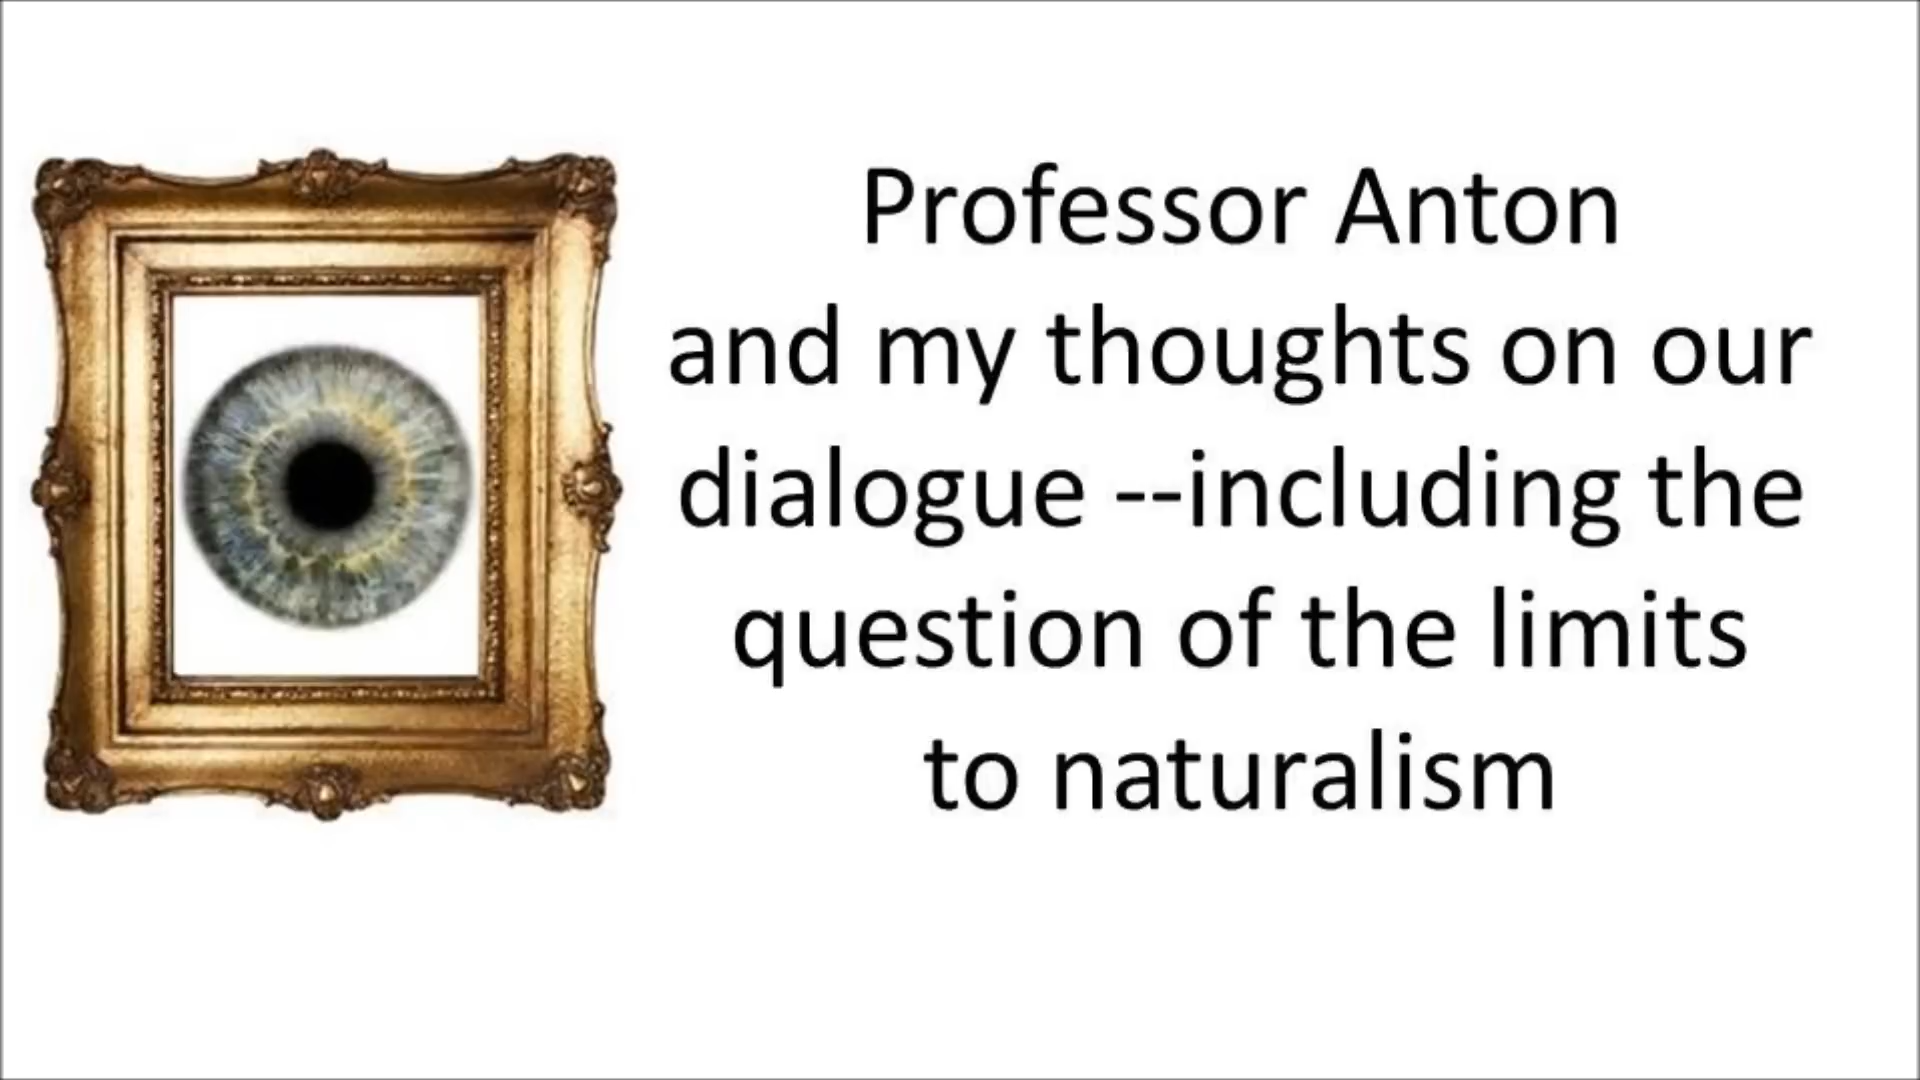 Professor Anton
and my thoughts on our
dialogue --including the
question of the limits
to naturalism